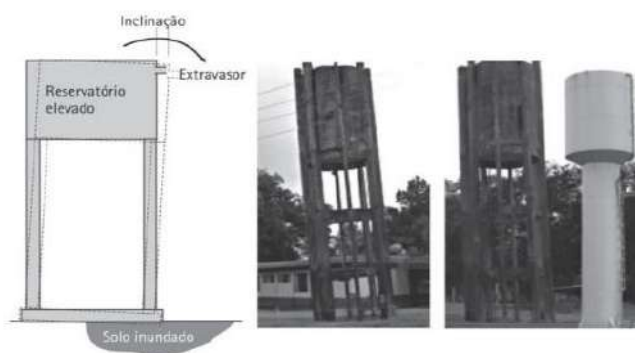 Inclinação
Extravasor
Reservatório
elevado
Solo inundado